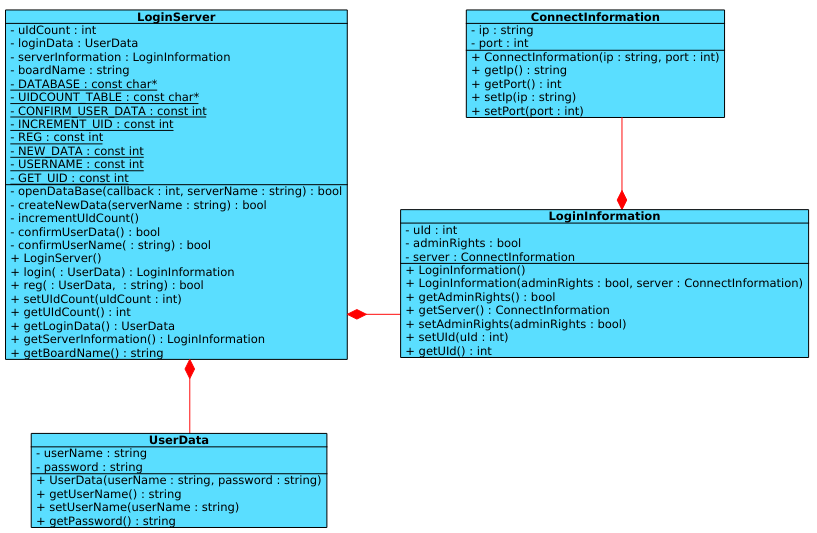 LoginServer
- uIdCount : int
- loginData : UserData
- serverInformation : LoginInformation
- boardName : string
- DATABASE : const char*
- UIDCOUNT_TABLE : const char*
- CONFIRM_USER_DATA : const int
- INCREMENT_UID : const int
- REG : const int
- NEW_DATA : const int
- USERNAME : const int
- GET_UID : const int
- openDataBase(callback : int, serverName : string) : bool
- createNewData(serverName : string) : bool
- incrementUIdCount()
- confirmUserData() : bool
- confirmUserName( : string) : bool
+ LoginServer()
+ login( : UserData) : LoginInformation
+ reg( : UserData,  : string) : bool
+ setUIdCount(uIdCount : int)
+ getUIdCount() : int
+ getLoginData() : UserData
+ getServerInformation() : LoginInformation
+ getBoardName() : string
ConnectInformation
- ip : string
- port : int
+ ConnectInformation(ip : string, port : int)
+ getIp() : string
+ getPort() : int
+ setIp(ip : string)
+ setPort(port : int)
LoginInformation
- uId : int
- adminRights : bool
- server : ConnectInformation
+ LoginInformation()
+ LoginInformation(adminRights : bool, server : ConnectInformation)
+ getAdminRights() : bool
+ getServer() : ConnectInformation
+ setAdminRights(adminRights : bool)
+ setUId(uId : int)
+ getUId() : int
UserData
- userName : string
- password : string
+ UserData(userName : string, password : string)
+ getUserName() : string
+ setUserName(userName : string)
+ getPassword() : string